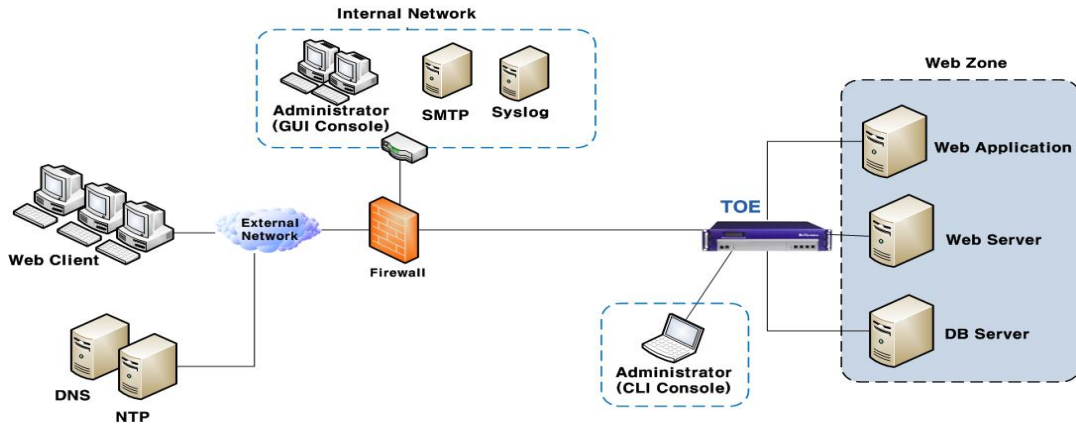 Internal Network
Administrator
(GUI Console)
SMTP
Syslog
Web Zone
Web Application
TOE
Web Client
External
Network
Firewall
Web Server
DNS
NTP
Administrator
(CLI Console)
DB Server